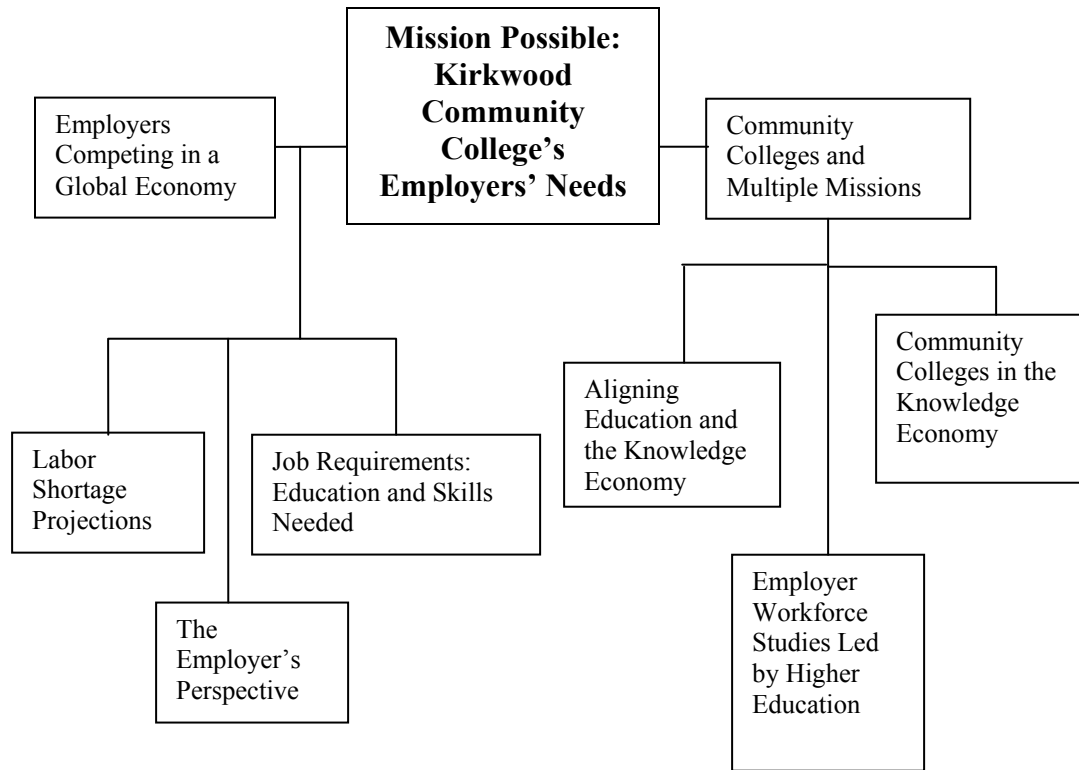 Mission Possible:
Kirkwood
Community
College’s
Employers’ Needs
Employers
Competing in a
Global Economy
Community
Colleges and
Multiple Missions
Labor
Shortage
Projections
The
Employer’s
Perspective
Job Requirements:
Education and Skills
Needed
Aligning
Education and
the Knowledge
Economy
Employer
Workforce
Studies Led
by Higher
Education
Community
Colleges in the
Knowledge
Economy